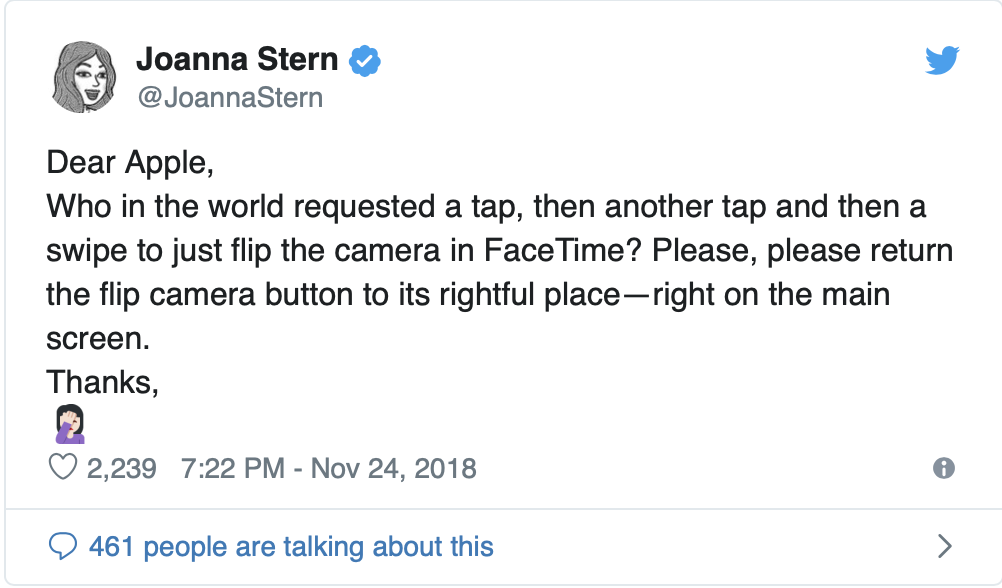 Joanna Stern
@JoannaStern
Dear Apple,
Who in the world requested a tap, then another tap and then a
swipe to just flip the camera in FaceTime? Please, please return
the flip camera button to its rightful place—right on the main
screen.
Thanks,
🤦🏻‍♀️
2,239 7:22 PM - Nov 24, 2018
461 people are talking about this